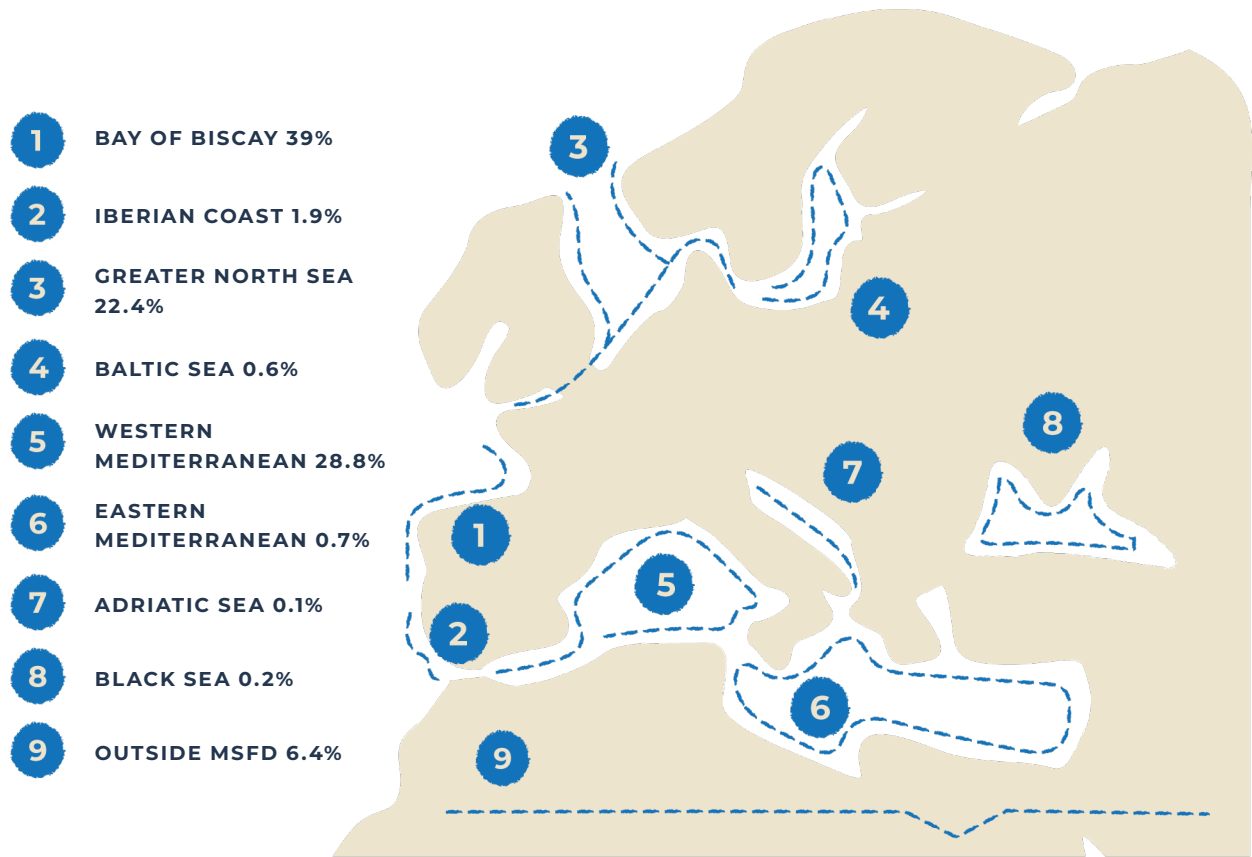 1 BAY OF BISCAY 39%
2 IBERIAN COAST 1.9%
3 GREATER NORTH SEA
22.4%
4 BALTIC SEA 0.6%
5 WESTERN
MEDITERRANEAN 28.8%
6 EASTERN
MEDITERRANEAN 0.7%
7 ADRIATIC SEA 0.1%
8 BLACK SEA 0.2%
9 OUTSIDE MSFD 6.4%
3
4
8
7
1
5
2
6
9